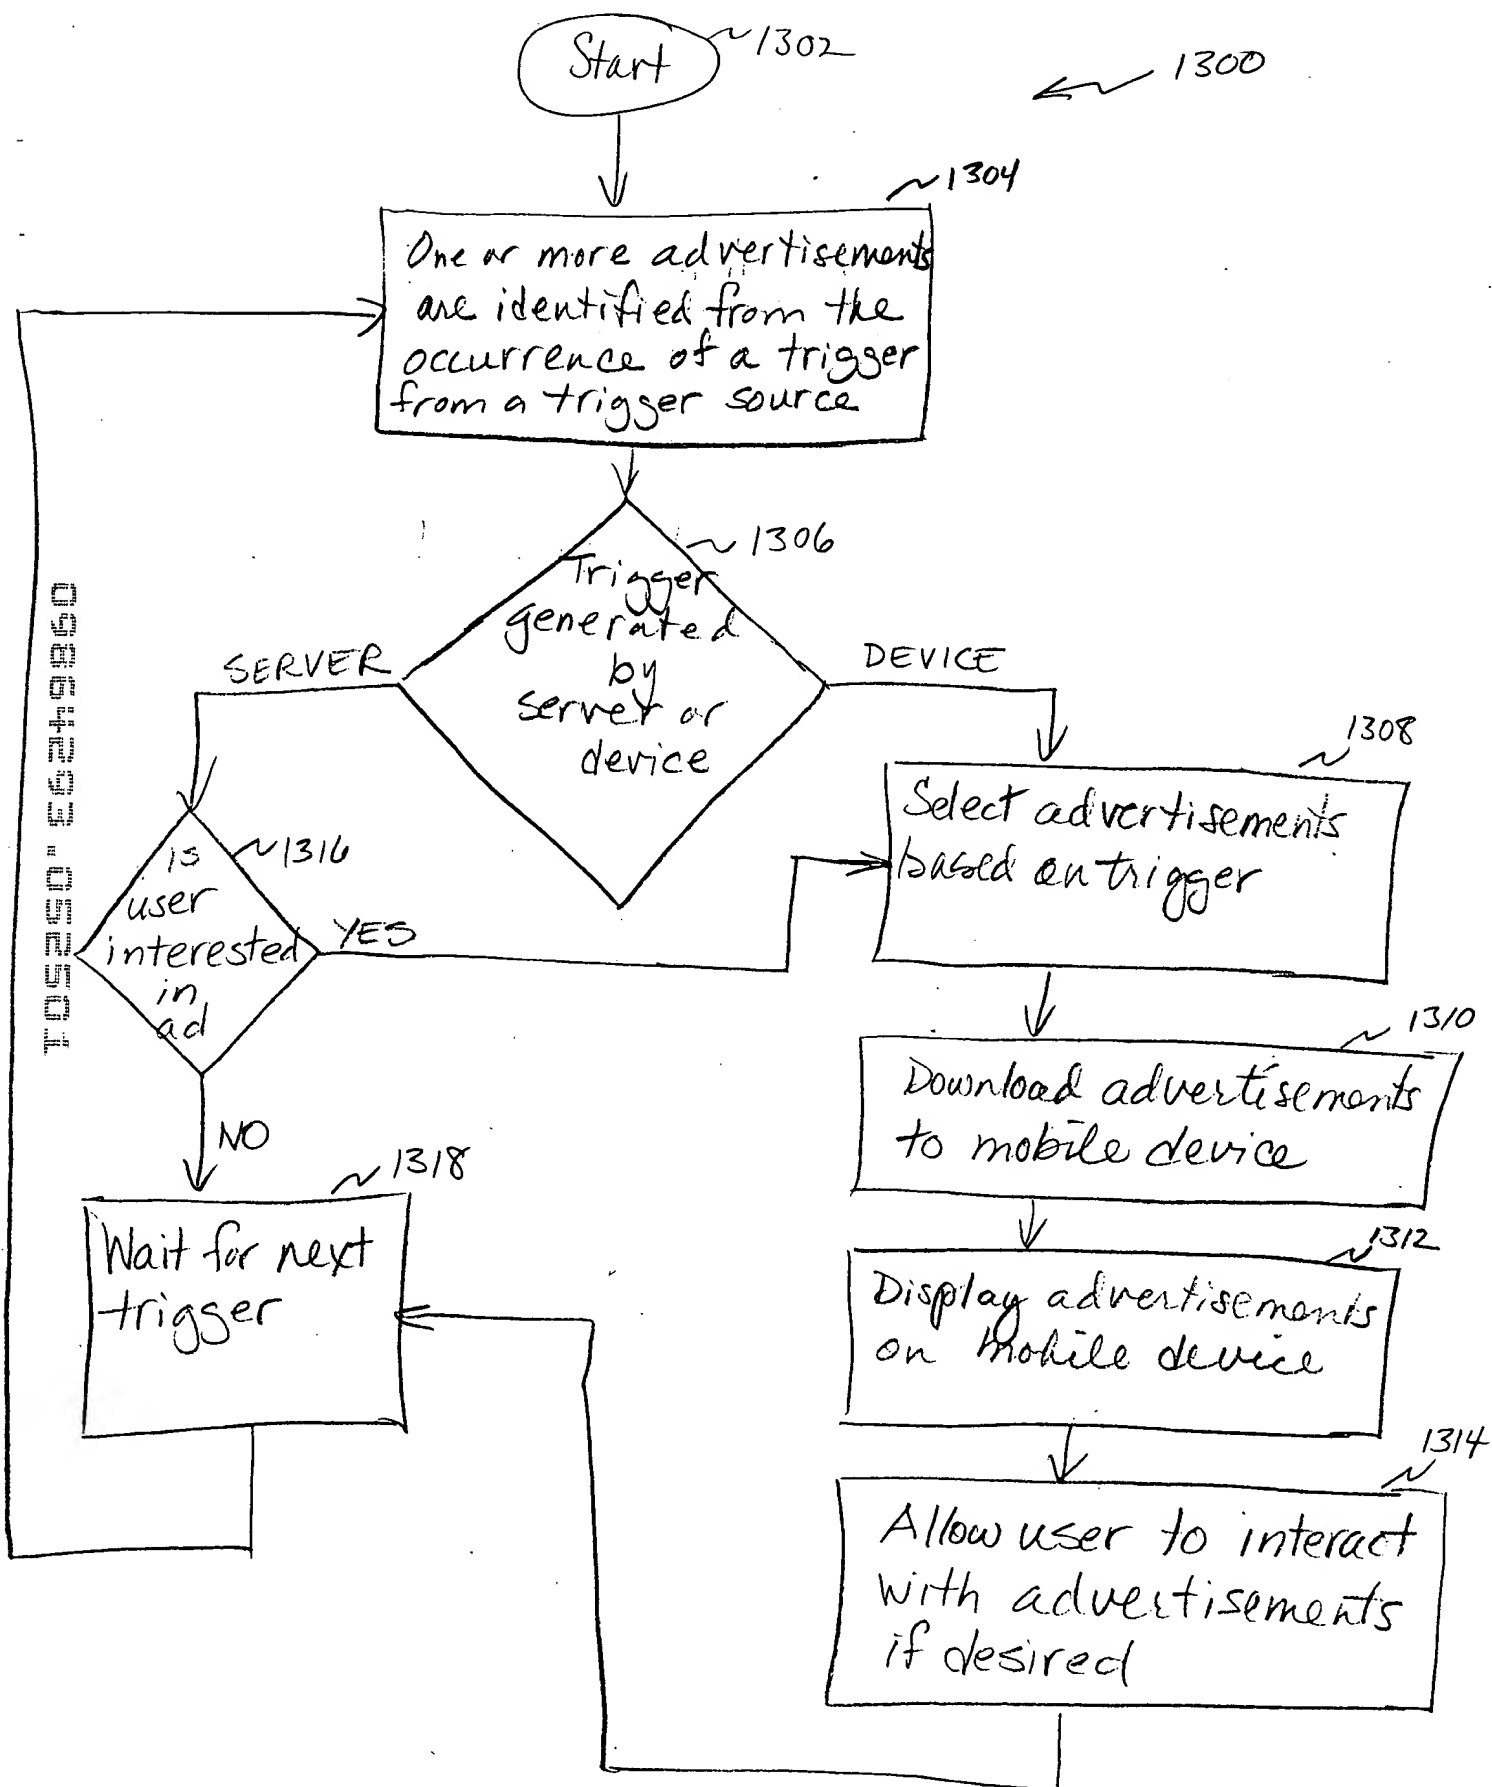 Start
1302
1300
1304
One or more advertisements
are identified from the
occurrence of a trigger
from a trigger source
1306
Trigger
generated
by
server or
device
SERVER
DEVICE
1308
Select advertisements
based on trigger
1316
is
user
interested
in
ad
YES
NO
1310
Download advertisements
to mobile device
1318
Wait for next
trigger
1312
Display advertisements
on mobile device
1314
Allow user to interact
with advertisements
if desired
09864293.052501